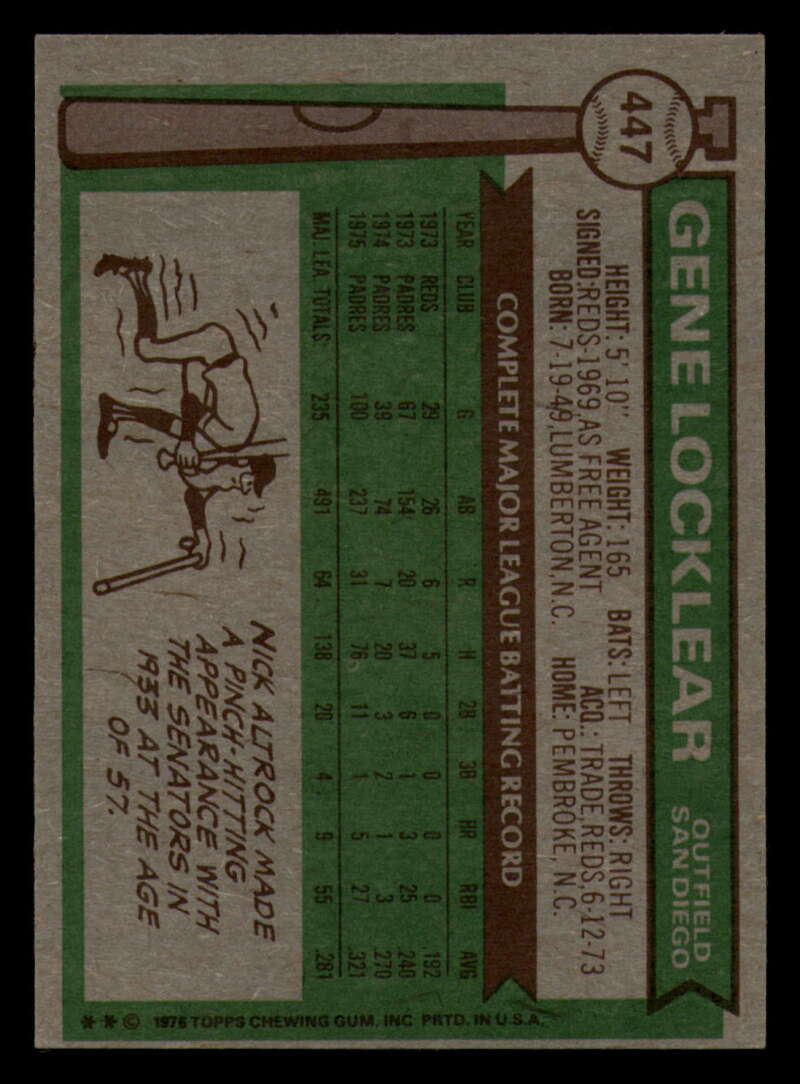 447
GENE LOCKLEAR
OUTFIELD
SAN DIEGO
HEIGHT: 5' 10" WEIGHT: 165 BATS: LEFT THROWS: RIGHT
SIGNED: REDS-1969, AS FREE AGENT ACQ.: TRADE, REDS, 6-12-73
BORN: 7-19-49, LUMBERTON, N.C. HOME: PEMBROKE, N.C.
COMPLETE MAJOR LEAGUE BATTING RECORD
YEAR CLUB G AB R H 2B 3B HR RBI AVG
1973 REDS 29 26 6 5 0 0 0 0 .192
1973 PADRES 67 154 20 37 6 1 3 25 .240
1974 PADRES 39 74 7 20 3 2 1 3 .270
1975 PADRES 100 237 31 76 11 1 5 27 .321
MAJ. LEA. TOTALS 235 491 64 138 20 4 9 55 .281
NICK ALTROCK MADE
A PINCH-HITTING
APPEARANCE WITH
THE SENATORS IN
1933 AT THE AGE
OF 57.
* * © 1976 TOPPS CHEWING GUM, INC. PRTD. IN U.S.A.